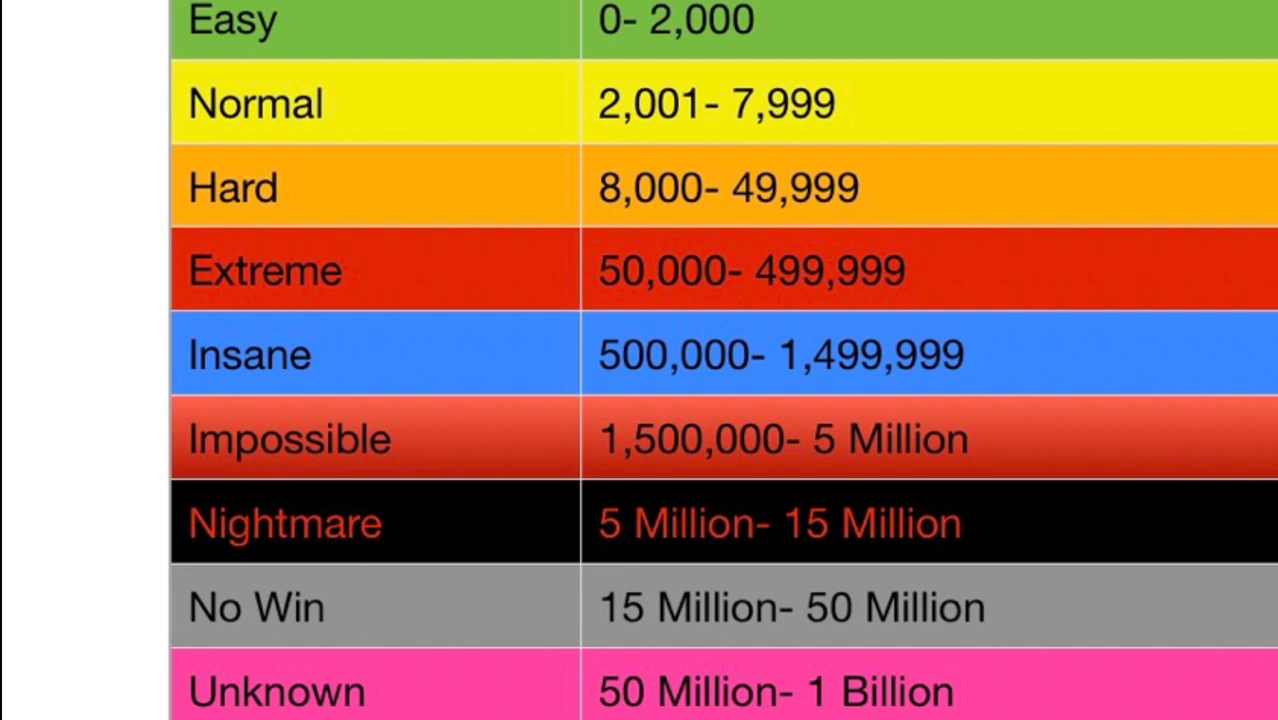 Easy 0- 2,000
Normal 2,001- 7,999
Hard 8,000- 49,999
Extreme 50,000- 499,999
Insane 500,000- 1,499,999
Impossible 1,500,000- 5 Million
Nightmare 5 Million- 15 Million
No Win 15 Million- 50 Million
Unknown 50 Million- 1 Billion